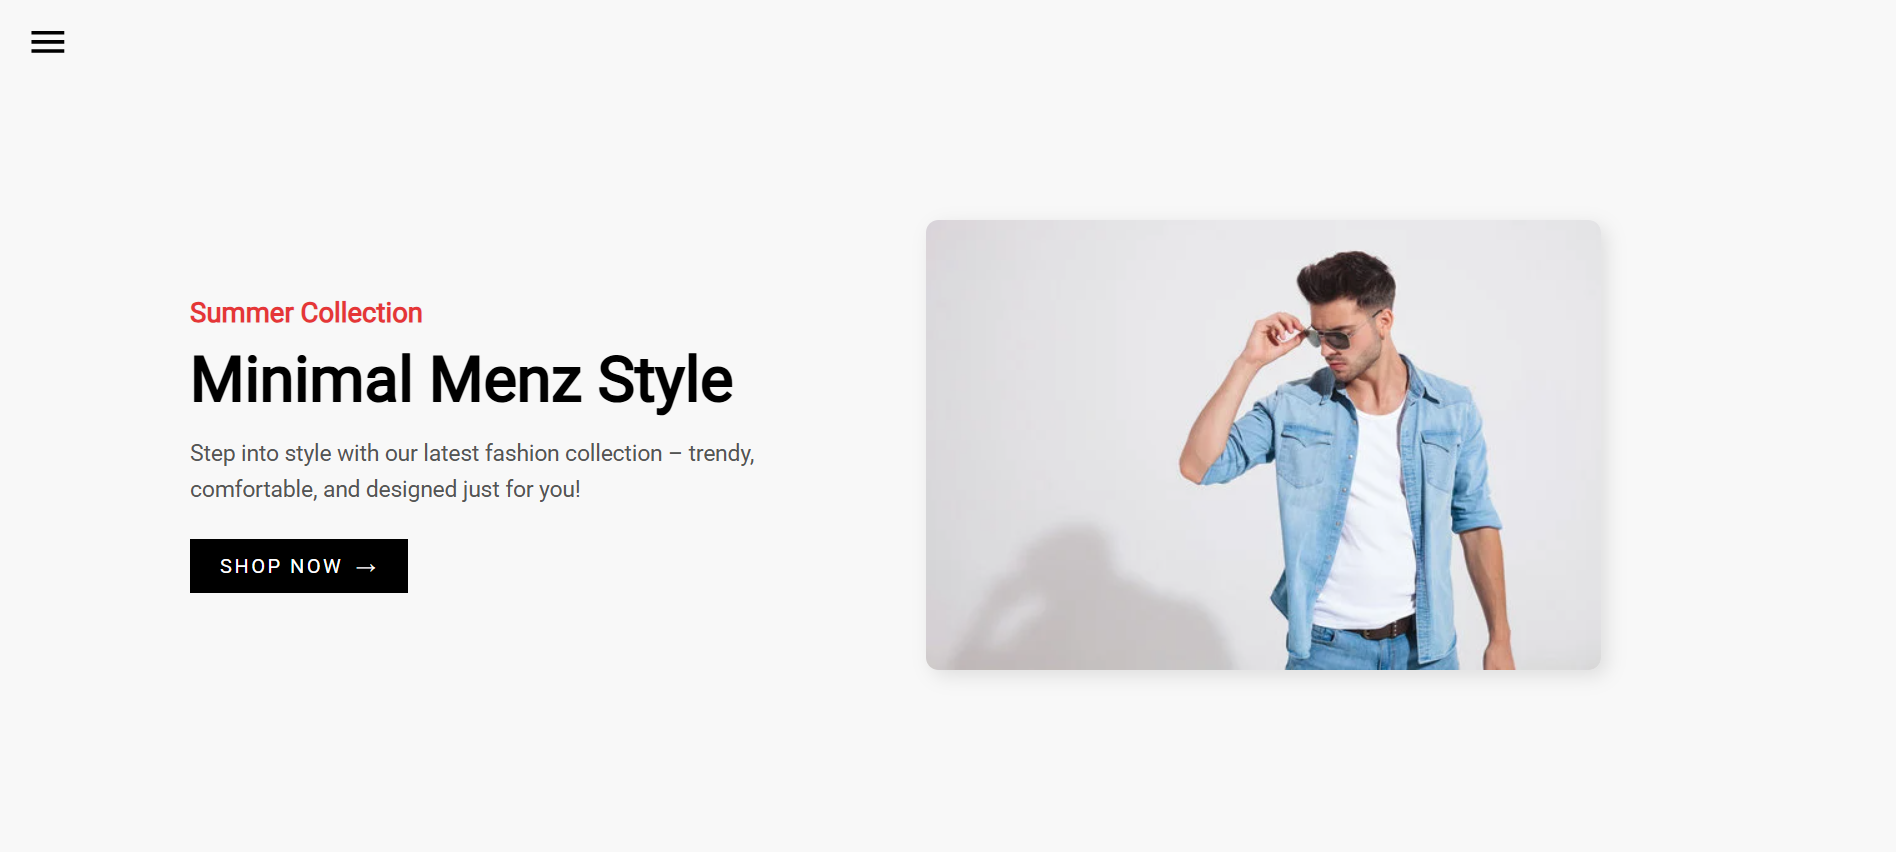 Summer Collection
Minimal Menz Style
Step into style with our latest fashion collection – trendy,
comfortable, and designed just for you!
SHOP NOW →